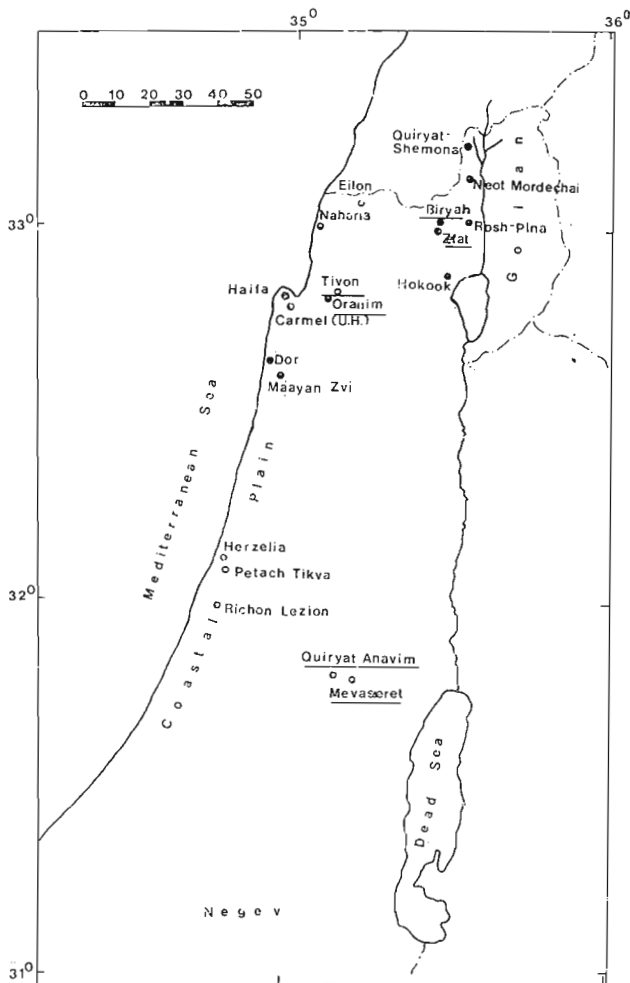 35°
36°
0 10 20 30 40 50
Quiryat-
Shemona
Golan
Eilon
Neot Mordechai
Biryah
33°
Naharia
Rosh-Pina
Zfat
Tivon
Hokook
Haifa
Oranim
Carmel (U.H.)
Dor
Maayan Zvi
Mediterranean Sea
Coastal Plain
Herzelia
Petach Tikva
32°
Richon Lezion
Quiryat Anavim
Mevasseret
Dead Sea
Negev
31°